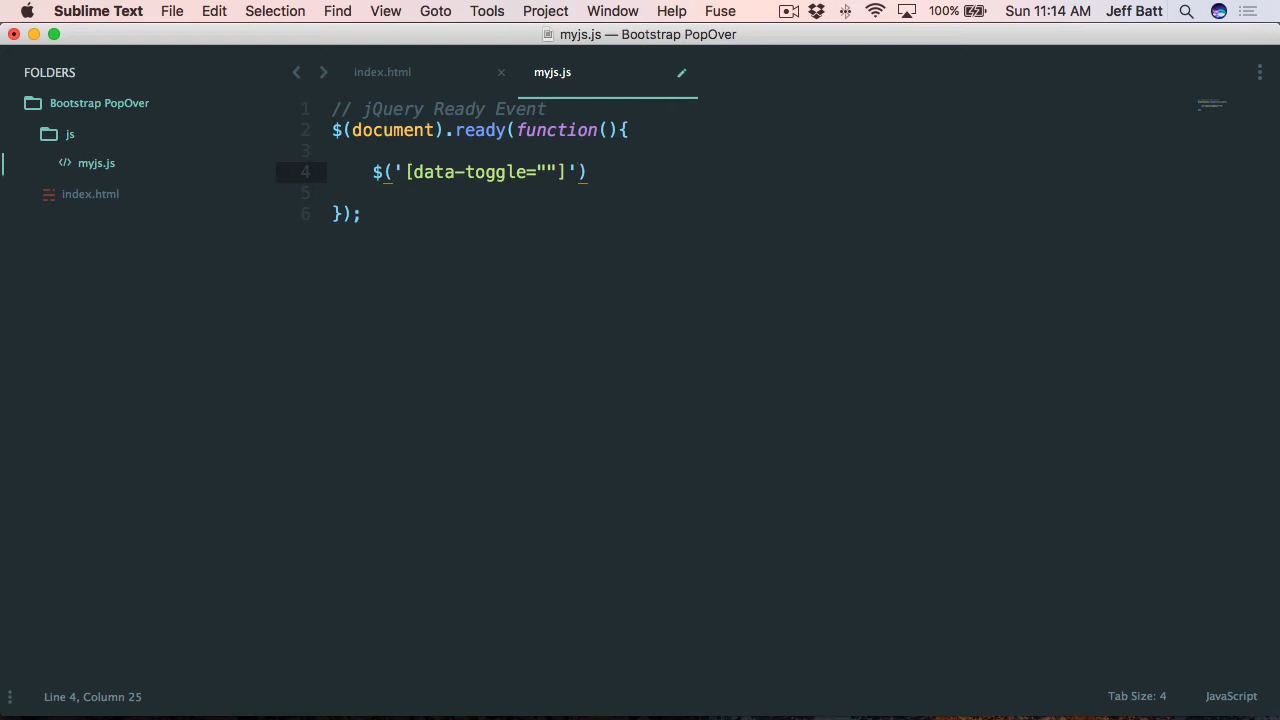 Sublime Text File Edit Selection Find View Goto Tools Project Window Help Fuse 100% Sun 11:14 AM Jeff Batt
myjs.js — Bootstrap PopOver
FOLDERS
Bootstrap PopOver
js
myjs.js
index.html
index.html × myjs.js
1 // jQuery Ready Event
2 $(document).ready(function(){
3
4 $('[data-toggle=""]')
5
6 });
Line 4, Column 25
Tab Size: 4 JavaScript